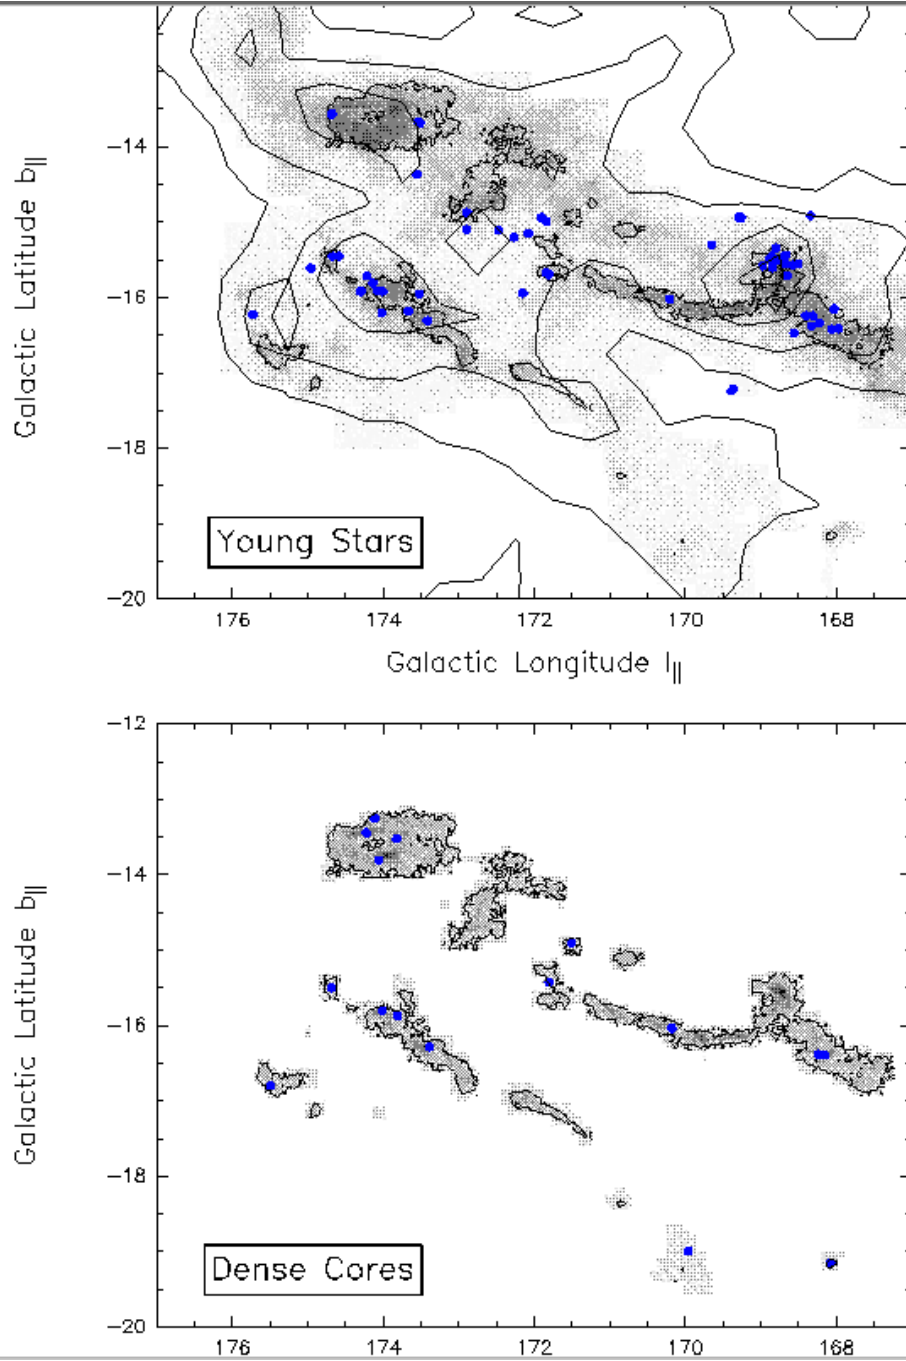 Galactic Latitude b||
−14
−16
−18
−20
Young Stars
176 174 172 170 168
Galactic Longitude l||
Galactic Latitude b||
−12
−14
−16
−18
−20
Dense Cores
176 174 172 170 168